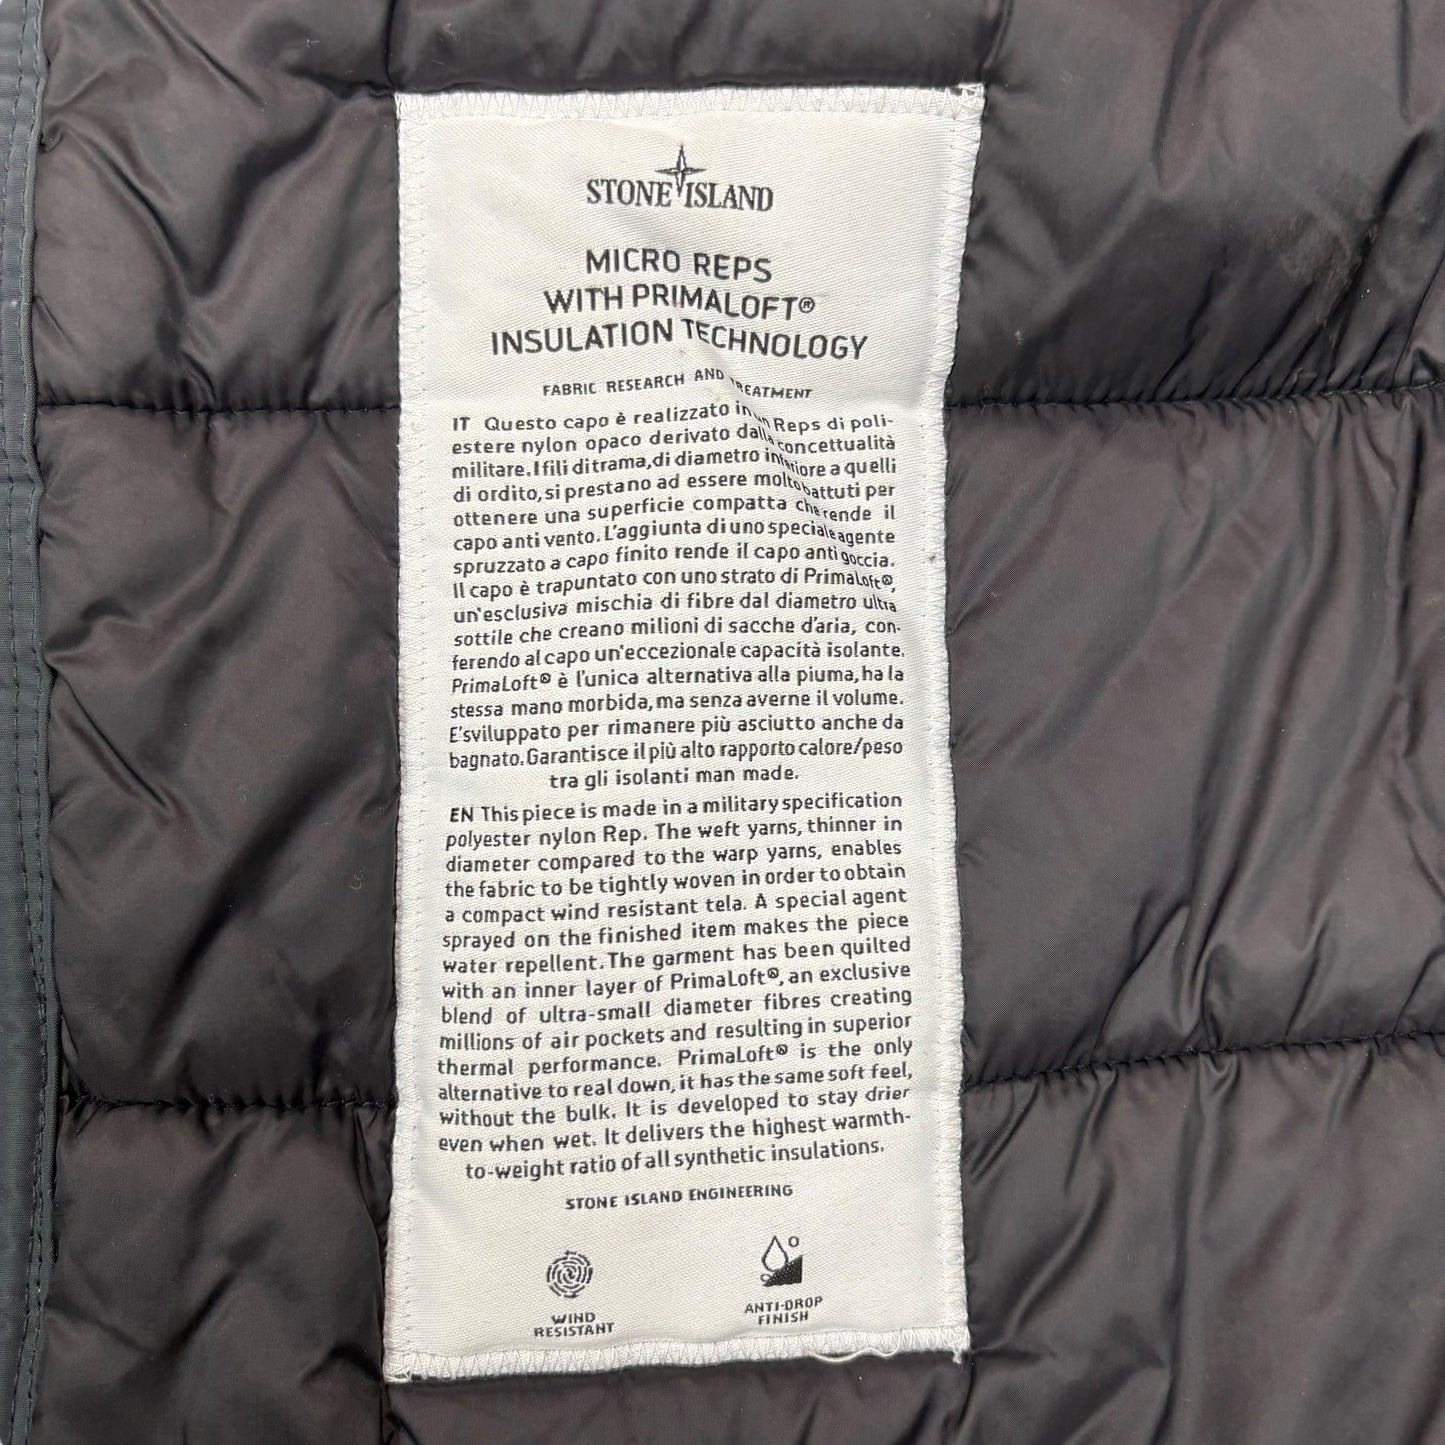 STONE ISLAND
MICRO REPS
WITH PRIMALOFT®
INSULATION TECHNOLOGY
FABRIC RESEARCH AND TREATMENT
IT Questo capo è realizzato in un Reps di poli-
estere nylon opaco derivato dalla concettualità
militare. I fili di trama, di diametro inferiore a quelli
di ordito, si prestano ad essere molto battuti per
ottenere una superficie compatta che rende il
capo anti vento. L'aggiunta di uno speciale agente
spruzzato a capo finito rende il capo anti goccia.
Il capo è trapuntato con uno strato di PrimaLoft®,
un'esclusiva mischia di fibre dal diametro ultra
sottile che creano milioni di sacche d'aria, con-
ferendo al capo un'eccezionale capacità isolante.
PrimaLoft® è l'unica alternativa alla piuma, ha la
stessa mano morbida, ma senza averne il volume.
E'sviluppato per rimanere più asciutto anche da
bagnato. Garantisce il più alto rapporto calore/peso
tra gli isolanti man made.
EN This piece is made in a military specification
polyester nylon Rep. The weft yarns, thinner in
diameter compared to the warp yarns, enables
the fabric to be tightly woven in order to obtain
a compact wind resistant tela. A special agent
sprayed on the finished item makes the piece
water repellent. The garment has been quilted
with an inner layer of PrimaLoft®, an exclusive
blend of ultra-small diameter fibres creating
millions of air pockets and resulting in superior
thermal performance. PrimaLoft® is the only
alternative to real down, it has the same soft feel,
without the bulk. It is developed to stay drier
even when wet. It delivers the highest warmth-
to-weight ratio of all synthetic insulations.
STONE ISLAND ENGINEERING
WIND
RESISTANT
ANTI-DROP
FINISH